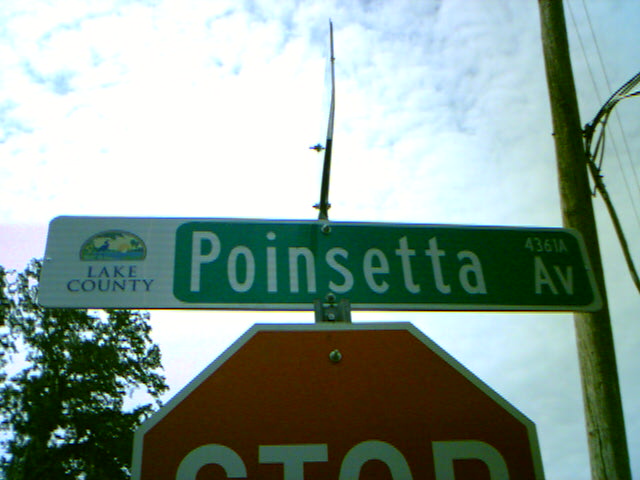 LAKE
COUNTY
Poinsetta
4361A
Av
STOP